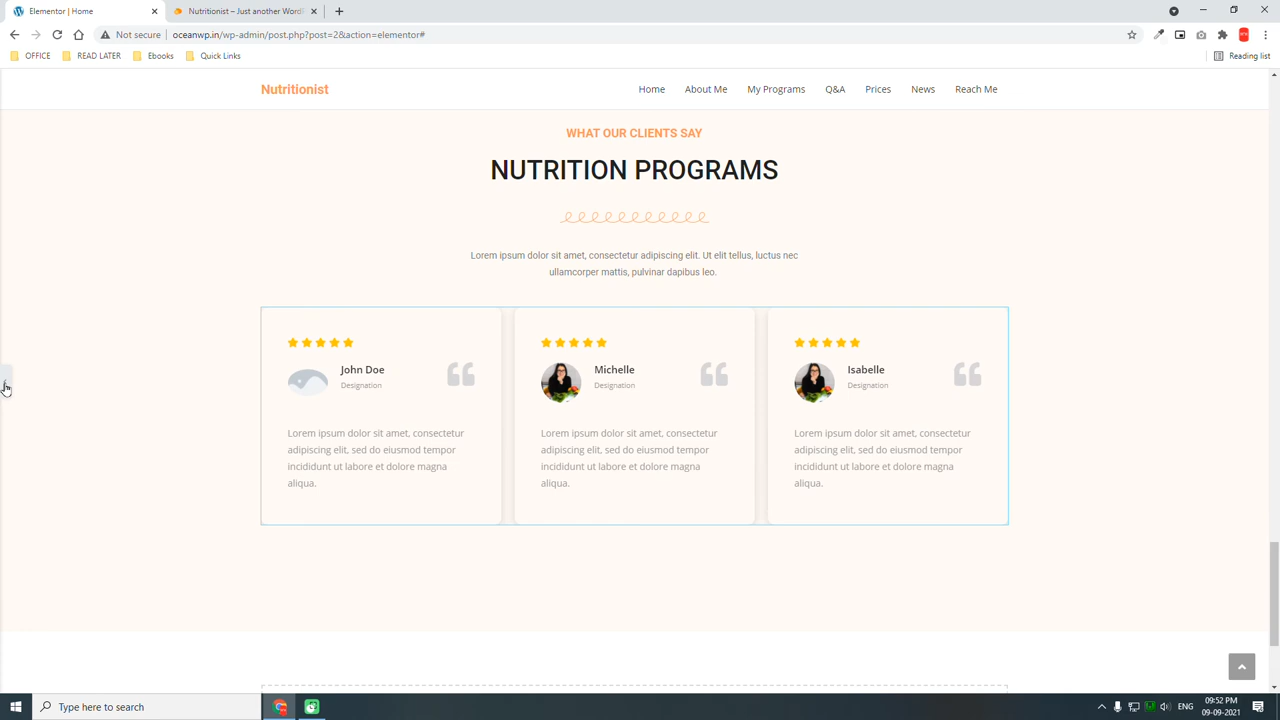 Elementor | Home
Nutritionist – Just another WordP
Not secure
oceanwp.in/wp-admin/post.php?post=2&action=elementor#
OFFICE
READ LATER
Ebooks
Quick Links
Reading list
Nutritionist
Home
About Me
My Programs
Q&A
Prices
News
Reach Me
WHAT OUR CLIENTS SAY
NUTRITION PROGRAMS
Lorem ipsum dolor sit amet, consectetur adipiscing elit. Ut elit tellus, luctus nec
ullamcorper mattis, pulvinar dapibus leo.
John Doe
Designation
Lorem ipsum dolor sit amet, consectetur
adipiscing elit, sed do eiusmod tempor
incididunt ut labore et dolore magna
aliqua.
Michelle
Designation
Lorem ipsum dolor sit amet, consectetur
adipiscing elit, sed do eiusmod tempor
incididunt ut labore et dolore magna
aliqua.
Isabelle
Designation
Lorem ipsum dolor sit amet, consectetur
adipiscing elit, sed do eiusmod tempor
incididunt ut labore et dolore magna
aliqua.
Type here to search
ENG
09:52 PM
09-09-2021